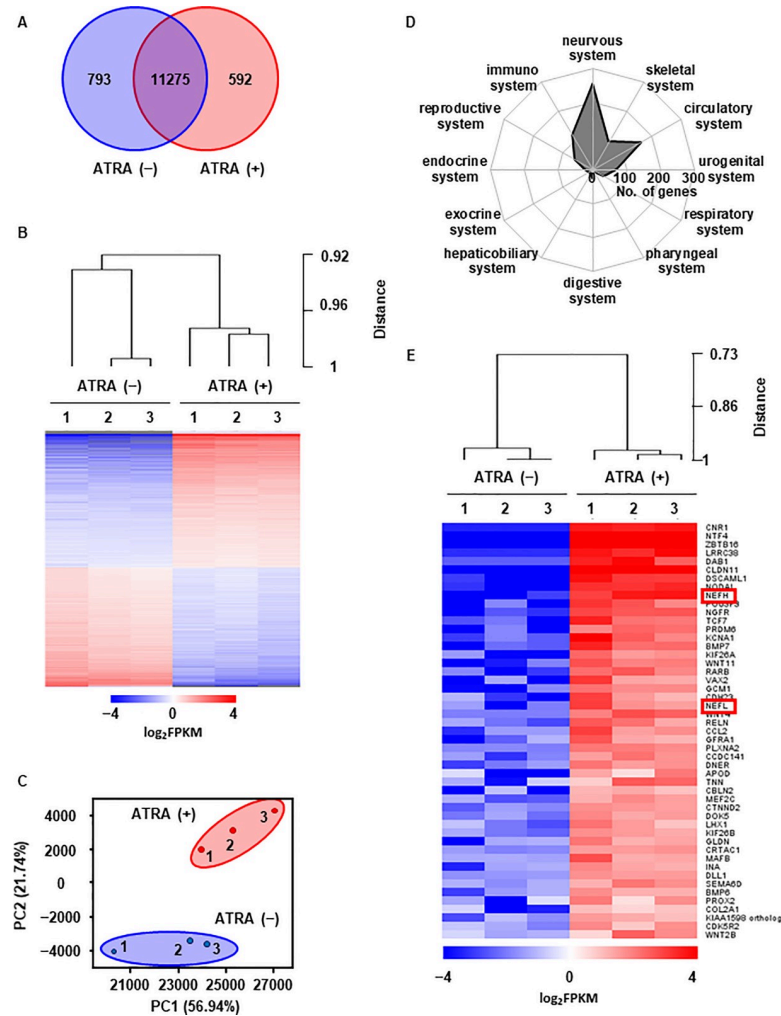 A
793
11275
592
ATRA (−)
ATRA (+)
B
0.92
0.96
1
Distance
ATRA (−)
ATRA (+)
1 2 3 1 2 3
−4 0 4
log2FPKM
C
4000
2000
0
−2000
−4000
PC2 (21.74%)
ATRA (+)
1 2 3
ATRA (−)
1 2 3
21000 23000 25000 27000
PC1 (56.94%)
D
neurvous
system
skeletal
system
circulatory
system
urogenital
system
respiratory
system
pharyngeal
system
digestive
system
hepaticobiliary
system
exocrine
system
endocrine
system
reproductive
system
immuno
system
0 100 200 300
No. of genes
E
0.73
0.86
1
Distance
ATRA (−)
ATRA (+)
1 2 3 1 2 3
CNR1
NTF4
ZBTB16
LRRC38
DAB1
CLDN11
DSCAML1
NODAL
NEFH
POU3F3
NGFR
TCF7
PRDM6
KCNA1
BMP7
KIF26A
WNT11
RARB
VAX2
GCM1
CDH23
NEFL
WNT4
RELN
CCL2
GFRA1
PLXNA2
CCDC141
DNER
APOD
TNN
CBLN2
MEF2C
CTNND2
DOK5
LHX1
KIF26B
GLDN
CRTAC1
MAFB
INA
DLL1
SEMA6D
BMP6
PROX2
COL2A1
KIAA1598 ortholog
CDK5R2
WNT2B
−4 0 4
log2FPKM